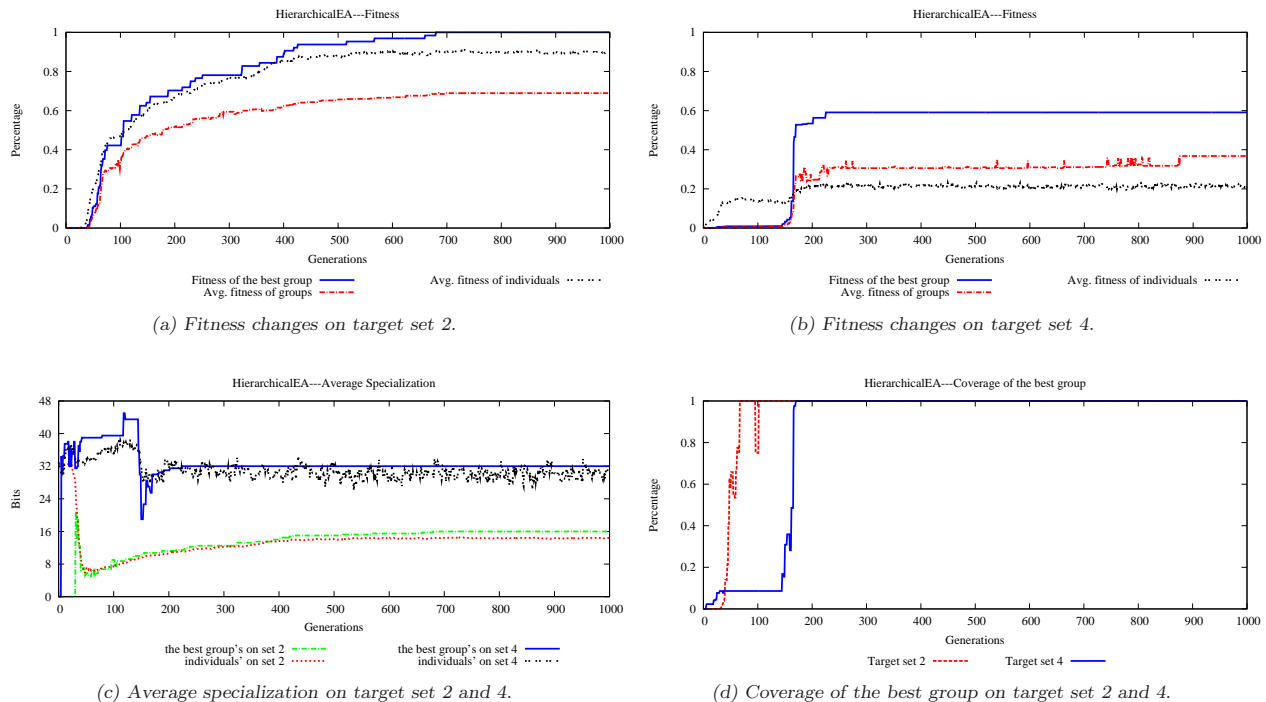 HierarchicalEA---Fitness
1
0.8
0.6
0.4
0.2
0
Percentage
0 100 200 300 400 500 600 700 800 900 1000
Generations
Fitness of the best group
Avg. fitness of groups
Avg. fitness of individuals
(a) Fitness changes on target set 2.
HierarchicalEA---Fitness
1
0.8
0.6
0.4
0.2
0
Percentage
0 100 200 300 400 500 600 700 800 900 1000
Generations
Fitness of the best group
Avg. fitness of groups
Avg. fitness of individuals
(b) Fitness changes on target set 4.
HierarchicalEA---Average Specialization
48
40
32
24
16
8
0
Bits
0 100 200 300 400 500 600 700 800 900 1000
Generations
the best group's on set 2
individuals' on set 2
the best group's on set 4
individuals' on set 4
(c) Average specialization on target set 2 and 4.
HierarchicalEA---Coverage of the best group
1
0.8
0.6
0.4
0.2
0
Percentage
0 100 200 300 400 500 600 700 800 900 1000
Generations
Target set 2
Target set 4
(d) Coverage of the best group on target set 2 and 4.